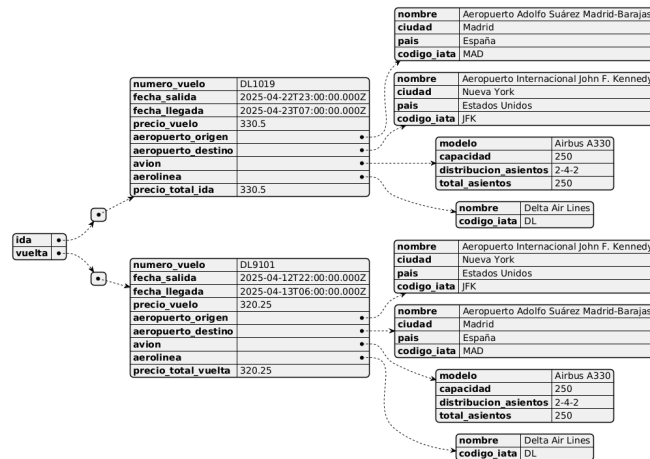 nombre Aeropuerto Adolfo Suárez Madrid-Barajas
ciudad Madrid
pais España
codigo_iata MAD
nombre Aeropuerto Internacional John F. Kennedy
ciudad Nueva York
pais Estados Unidos
codigo_iata JFK
numero_vuelo DL1019
fecha_salida 2025-04-22T23:00:00.000Z
fecha_llegada 2025-04-23T07:00:00.000Z
precio_vuelo 330.5
aeropuerto_origen
aeropuerto_destino
avion
aerolinea
precio_total_ida 330.5
modelo Airbus A330
capacidad 250
distribucion_asientos 2-4-2
total_asientos 250
nombre Delta Air Lines
codigo_iata DL
ida
vuelta
nombre Aeropuerto Internacional John F. Kennedy
ciudad Nueva York
pais Estados Unidos
codigo_iata JFK
numero_vuelo DL9101
fecha_salida 2025-04-12T22:00:00.000Z
fecha_llegada 2025-04-13T06:00:00.000Z
precio_vuelo 320.25
aeropuerto_origen
aeropuerto_destino
avion
aerolinea
precio_total_vuelta 320.25
nombre Aeropuerto Adolfo Suárez Madrid-Barajas
ciudad Madrid
pais España
codigo_iata MAD
modelo Airbus A330
capacidad 250
distribucion_asientos 2-4-2
total_asientos 250
nombre Delta Air Lines
codigo_iata DL